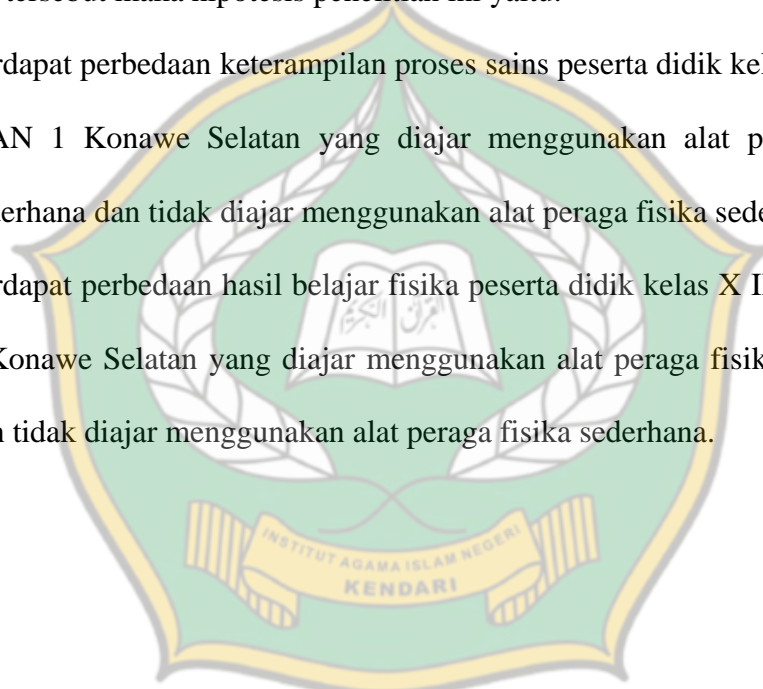 tersebut maka hipotesis penelitian ini yaitu:
rdapat perbedaan keterampilan proses sains peserta didik kel
AN 1 Konawe Selatan yang diajar menggunakan alat p
derhana dan tidak diajar menggunakan alat peraga fisika sede
rdapat perbedaan hasil belajar fisika peserta didik kelas X I
القرآن الكريم
Konawe Selatan yang diajar menggunakan alat peraga fisik
n tidak diajar menggunakan alat peraga fisika sederhana.
INSTITUT AGAMA ISLAM NEGERI
KENDARI